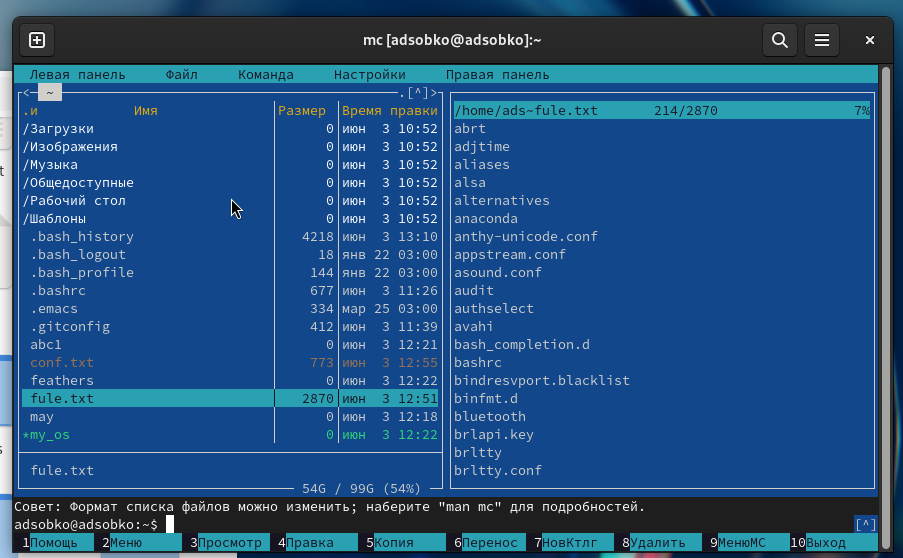 mc [adsobko@adsobko]:~
Левая панель Файл Команда Настройки Правая панель
<─ ~ .[^]>
.и Имя Размер Время правки
/Загрузки 0 июн 3 10:52
/Изображения 0 июн 3 10:52
/Музыка 0 июн 3 10:52
/Общедоступные 0 июн 3 10:52
/Рабочий стол 0 июн 3 10:52
/Шаблоны 0 июн 3 10:52
.bash_history 4218 июн 3 13:10
.bash_logout 18 янв 22 03:00
.bash_profile 144 янв 22 03:00
.bashrc 677 июн 3 11:26
.emacs 334 мар 25 03:00
.gitconfig 412 июн 3 11:39
abc1 0 июн 3 12:21
conf.txt 773 июн 3 12:55
feathers 0 июн 3 12:22
fule.txt 2870 июн 3 12:51
may 0 июн 3 12:18
*my_os 0 июн 3 12:22
fule.txt
54G / 99G (54%)
/home/ads~fule.txt 214/2870 7%
abrt
adjtime
aliases
alsa
alternatives
anaconda
anthy-unicode.conf
appstream.conf
asound.conf
audit
authselect
avahi
bash_completion.d
bashrc
bindresvport.blacklist
binfmt.d
bluetooth
brlapi.key
brltty
brltty.conf
Совет: Формат списка файлов можно изменить; наберите "man mc" для подробностей.
adsobko@adsobko:~$ [^]
1Помощь 2Меню 3Просмотр 4Правка 5Копия 6Перенос 7НовКтлг 8Удалить 9МенюМС 10Выход